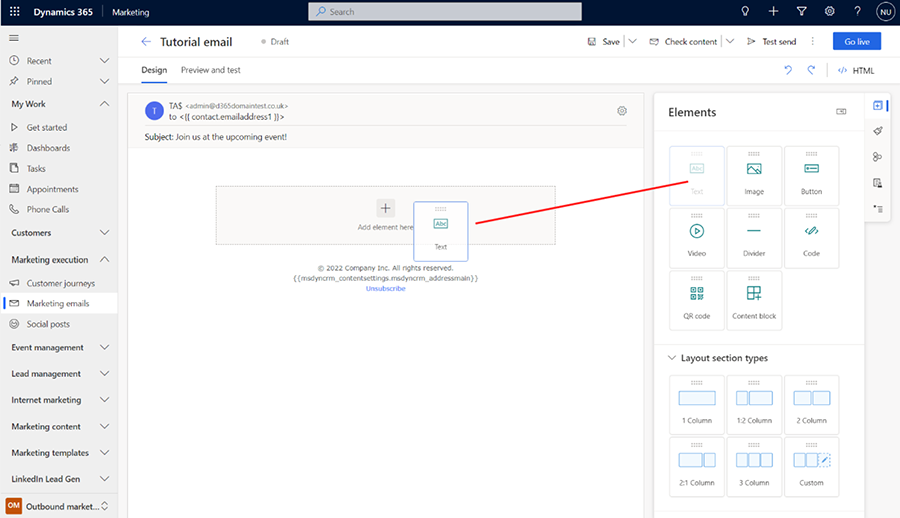 Dynamics 365 Marketing Search NU
Tutorial email Draft Save Check content Test send Go live
Design Preview and test HTML
Recent
Pinned
My Work
Get started
Dashboards
Tasks
Appointments
Phone Calls
Customers
Marketing execution
Customer journeys
Marketing emails
Social posts
Event management
Lead management
Internet marketing
Marketing content
Marketing templates
LinkedIn Lead Gen
OM Outbound market...
T TA$ <admin@d365domaintest.co.uk>
to <{{ contact.emailaddress1 }}>
Subject: Join us at the upcoming event!
Add element here
Abc
Text
© 2022 Company Inc. All rights reserved.
{{msdyncrm_contentsettings.msdyncrm_addressmain}}
Unsubscribe
Elements
Abc
Text Image Button
Video Divider Code
QR code Content block
Layout section types
1 Column 1:2 Column 2 Column
2:1 Column 3 Column Custom